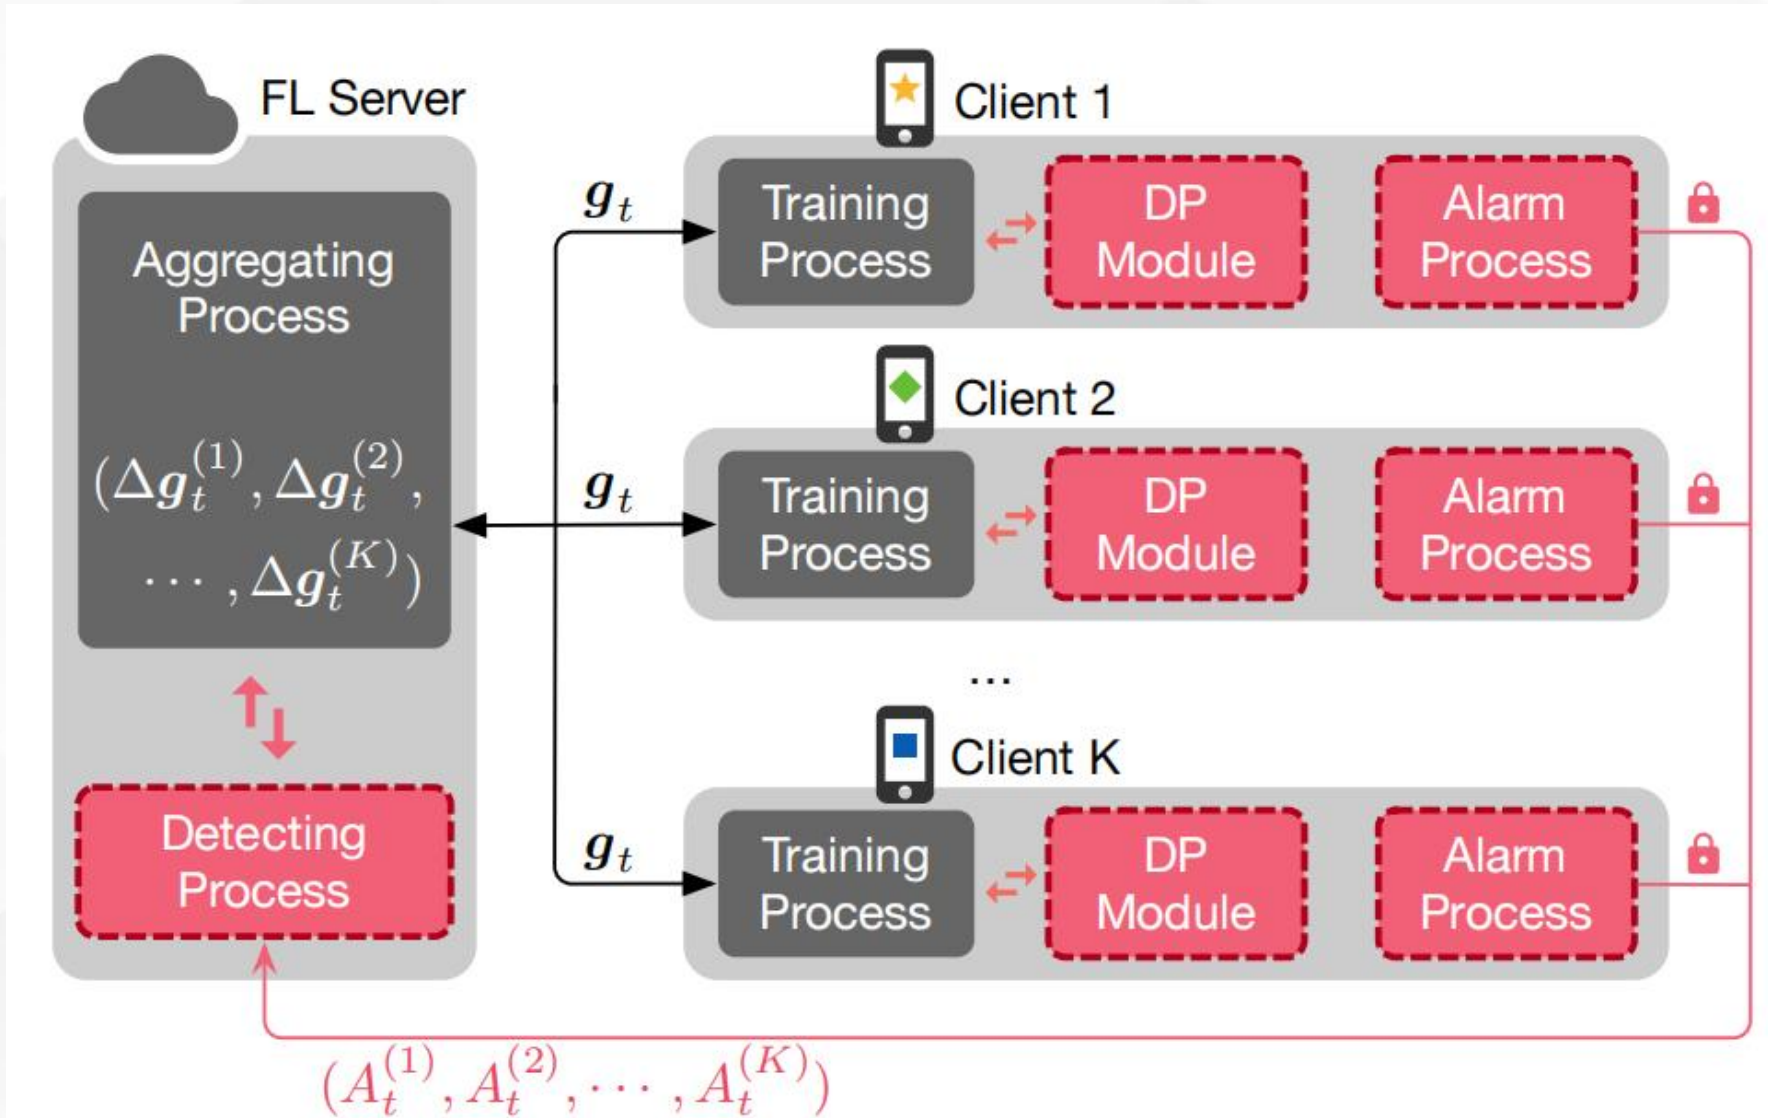 FL Server
Aggregating
Process
(Δg_t^{(1)}, Δg_t^{(2)},
⋯, Δg_t^{(K)})
Detecting
Process
g_t
Client 1
Training
Process
DP
Module
Alarm
Process
g_t
Client 2
Training
Process
DP
Module
Alarm
Process
...
g_t
Client K
Training
Process
DP
Module
Alarm
Process
(A_t^{(1)}, A_t^{(2)}, ⋯, A_t^{(K)})